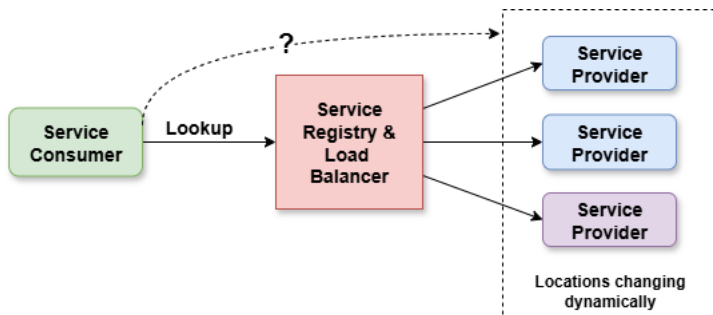 ?
Service
Provider
Service
Consumer
Lookup
Service
Registry &
Load
Balancer
Service
Provider
Service
Provider
Locations changing
dynamically